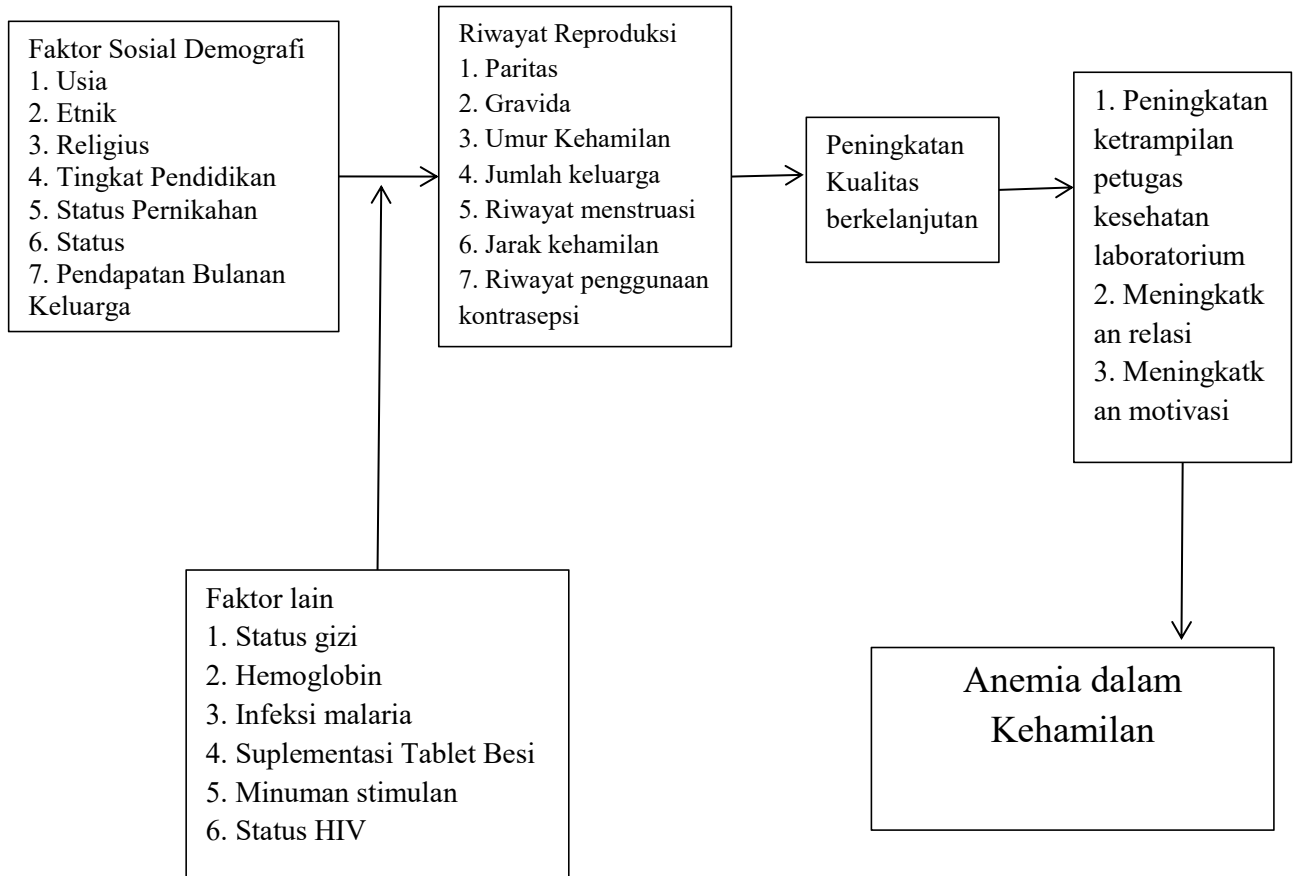 Faktor Sosial Demografi
1. Usia
2. Etnik
3. Religius
4. Tingkat Pendidikan
5. Status Pernikahan
6. Status
7. Pendapatan Bulanan
Keluarga
Riwayat Reproduksi
1. Paritas
2. Gravida
3. Umur Kehamilan
4. Jumlah keluarga
5. Riwayat menstruasi
6. Jarak kehamilan
7. Riwayat penggunaan
kontrasepsi
Peningkatan
Kualitas
berkelanjutan
1. Peningkatan
ketrampilan
petugas
kesehatan
laboratorium
2. Meningkatk
an relasi
3. Meningkatk
an motivasi
Faktor lain
1. Status gizi
2. Hemoglobin
3. Infeksi malaria
4. Suplementasi Tablet Besi
5. Minuman stimulan
6. Status HIV
Anemia dalam
Kehamilan